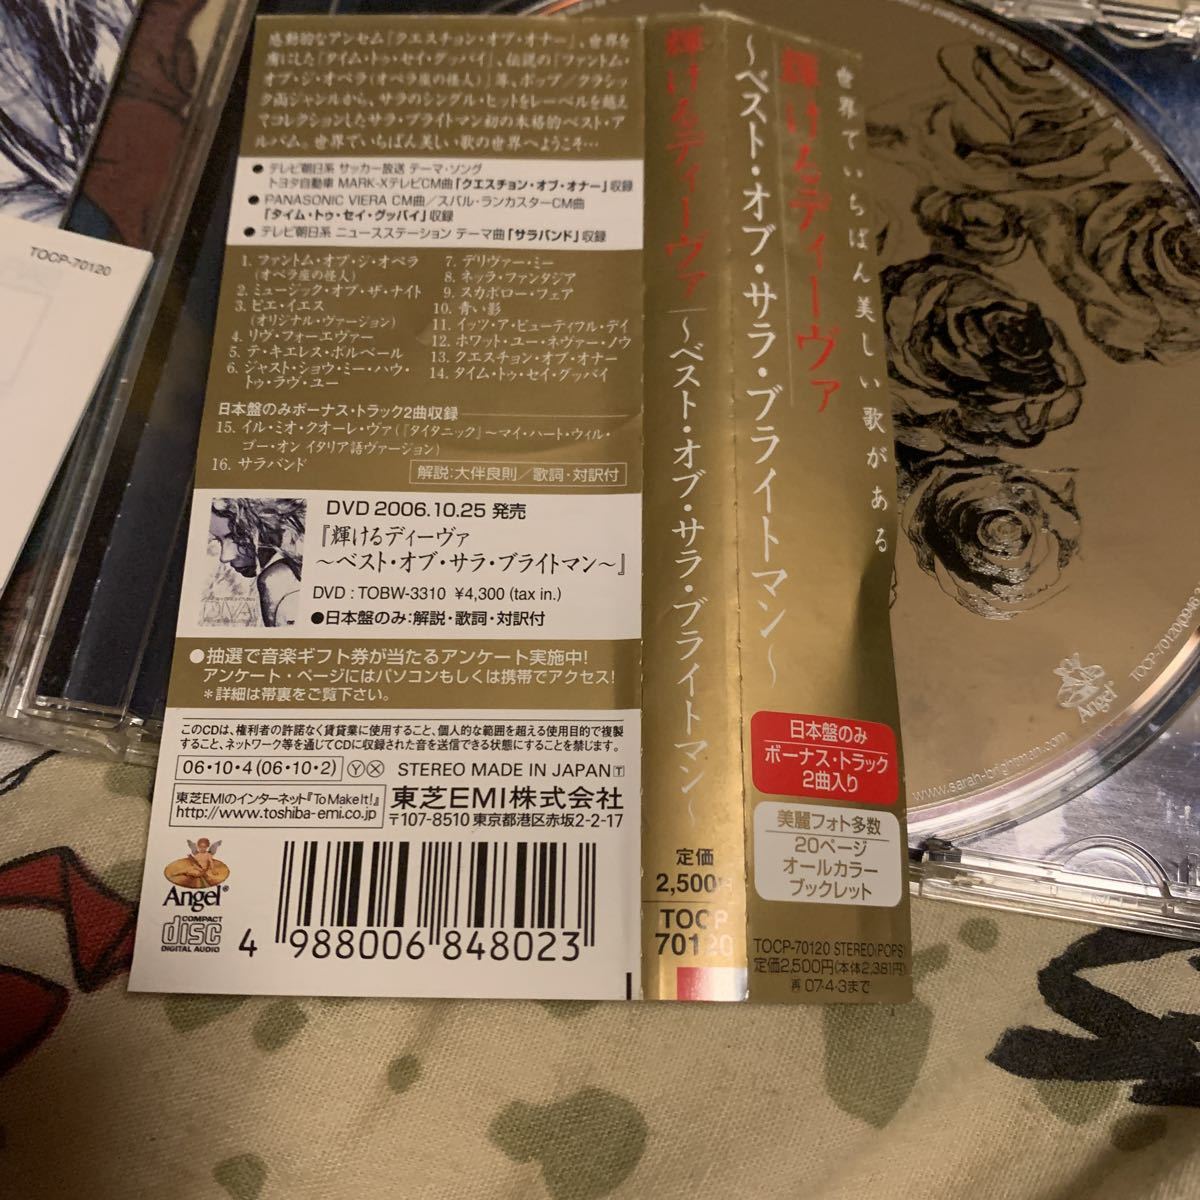 感動的なアンセム「クエスチョン・オブ・オナー」、世界を
虜にした「タイム・トゥ・セイ・グッバイ」、伝説の「ファントム・
オブ・ジ・オペラ(オペラ座の怪人)」等、ポップ/クラシッ
ク両ジャンルから、サラのシングル・ヒットをレーベルを越え
てコレクションしたサラ・ブライトマン初の本格的ベスト・ア
ルバム。世界でいちばん美しい歌の世界へようこそ…
● テレビ朝日系 サッカー放送 テーマ・ソング
トヨタ自動車 MARK-XテレビCM曲「クエスチョン・オブ・オナー」収録
● PANASONIC VIERA CM曲/スバル・ランカスターCM曲
「タイム・トゥ・セイ・グッバイ」収録
● テレビ朝日系 ニュースステーション テーマ曲「サラバンド」収録
1. ファントム・オブ・ジ・オペラ
(オペラ座の怪人)
2. ミュージック・オブ・ザ・ナイト
3. ピエ・イエス
(オリジナル・ヴァージョン)
4. リヴ・フォーエヴァー
5. テ・キエレス・ボルベール
6. ジャスト・ショウ・ミー・ハウ・
トゥ・ラヴ・ユー
7. デリヴァー・ミー
8. ネッラ・ファンタジア
9. スカボロー・フェア
10. 青い影
11. イッツ・ア・ビューティフル・デイ
12. ホワット・ユー・ネヴァー・ノウ
13. クエスチョン・オブ・オナー
14. タイム・トゥ・セイ・グッバイ
日本盤のみボーナス・トラック2曲収録
15. イル・ミオ・クオーレ・ヴァ(『タイタニック』〜マイ・ハート・ウィル・
ゴー・オン イタリア語ヴァージョン)
16. サラバンド
解説:大伴良則/歌詞・対訳付
DVD 2006.10.25 発売
『輝けるディーヴァ
〜ベスト・オブ・サラ・ブライトマン〜』
DVD : TOBW-3310 ¥4,300 (tax in.)
●日本盤のみ:解説・歌詞・対訳付
DIVA
●抽選で音楽ギフト券が当たるアンケート実施中!
アンケート・ページにはパソコンもしくは携帯でアクセス!
*詳細は帯裏をご覧下さい。
このCDは、権利者の許諾なく賃貸業に使用すること、個人的な範囲を超える使用目的で複製
すること、ネットワーク等を通じてCDに収録された音を送信できる状態にすることを禁じます。
06・10・4(06・10・2) Ⓨ Ⓧ STEREO MADE IN JAPAN
東芝EMIのインターネット『To Make It!』
http://www.toshiba-emi.co.jp
東芝EMI株式会社
〒107-8510 東京都港区赤坂2-2-17
Angel®
COMPACT
disc
DIGITAL AUDIO
4 988006 848023
輝けるディーヴァ 〜ベスト・オブ・サラ・ブライトマン〜
定価
2,500円
TOCP
70120
世界でいちばん美しい歌がある
輝けるディーヴァ
〜ベスト・オブ・サラ・ブライトマン〜
日本盤のみ
ボーナス・トラック
2曲入り
美麗フォト多数
20ページ
オールカラー
ブックレット
TOCP-70120 STEREO(POPS)
定価2,500円(本体2,381円)
再 07・4・3まで
TOCP-70120
Angel
www.sarah-brightman.com